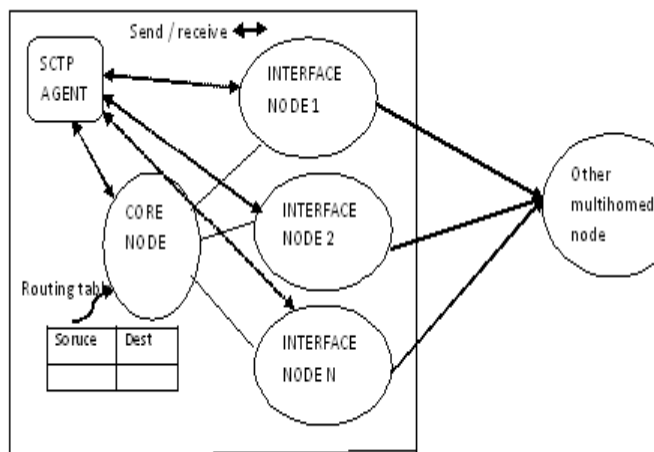 Send / receive
SCTP
AGENT
INTERFACE
NODE 1
CORE
NODE
INTERFACE
NODE 2
Other
multihomed
node
Routing tabl
Soruce Dest
INTERFACE
NODE N